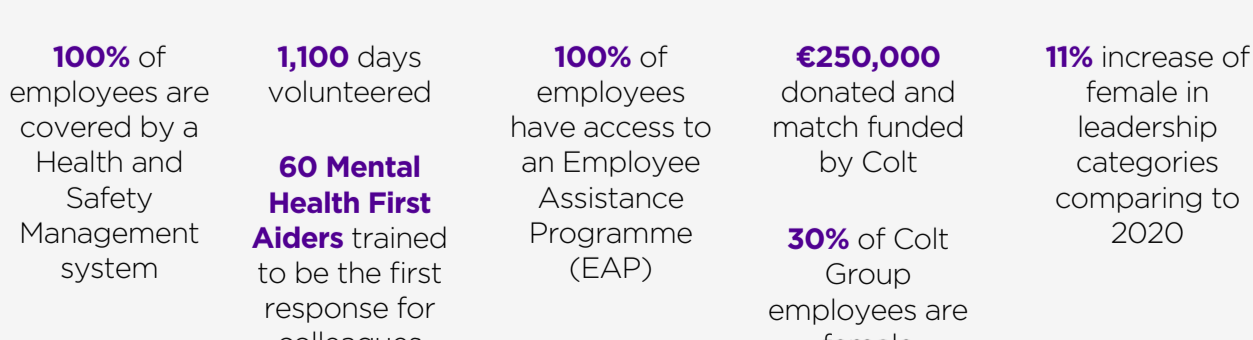 100% of
employees are
covered by a
Health and
Safety
Management
system
1,100 days
volunteered
60 Mental
Health First
Aiders trained
to be the first
response for
colleagues
100% of
employees
have access to
an Employee
Assistance
Programme
(EAP)
€250,000
donated and
match funded
by Colt
30% of Colt
Group
employees are
female
11% increase of
female in
leadership
categories
comparing to
2020